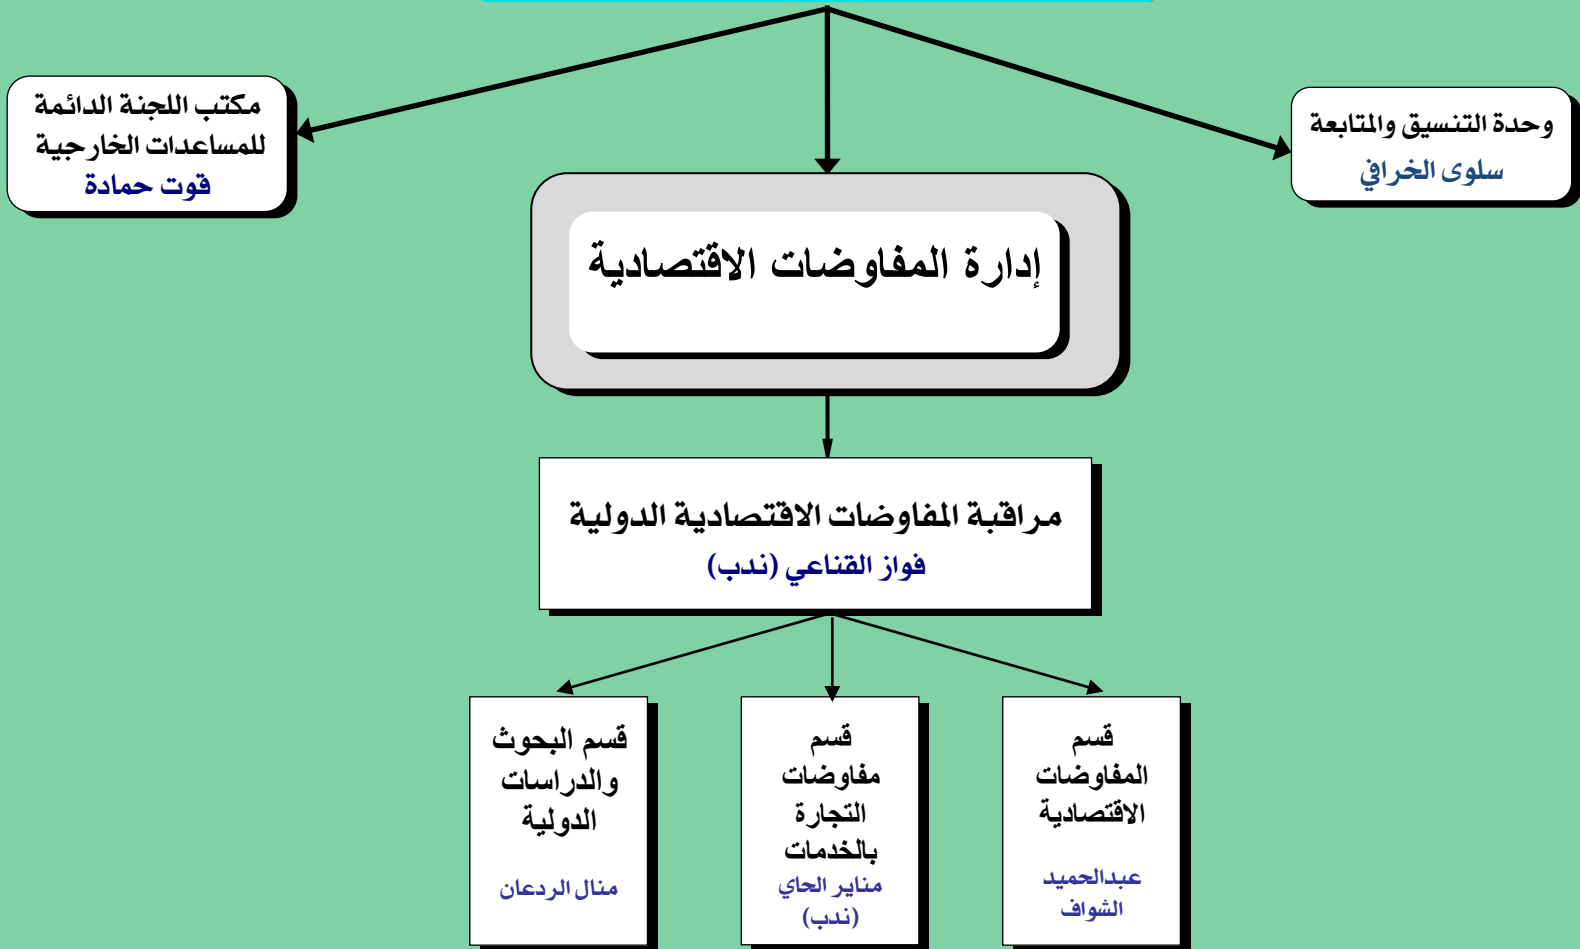 وحدة التنسيق والمتابعة
سلوى الخرافي
مكتب اللجنة الدائمة
للمساعدات الخارجية
قوت حمادة
إدارة المفاوضات الاقتصادية
مراقبة المفاوضات الاقتصادية الدولية
فواز القناعي (ندب)
قسم
المفاوضات
الاقتصادية
عبدالحميد
الشواف
قسم
مفاوضات
التجارة
بالخدمات
مناير الحاي
(ندب)
قسم البحوث
والدراسات
الدولية
منال الردعان